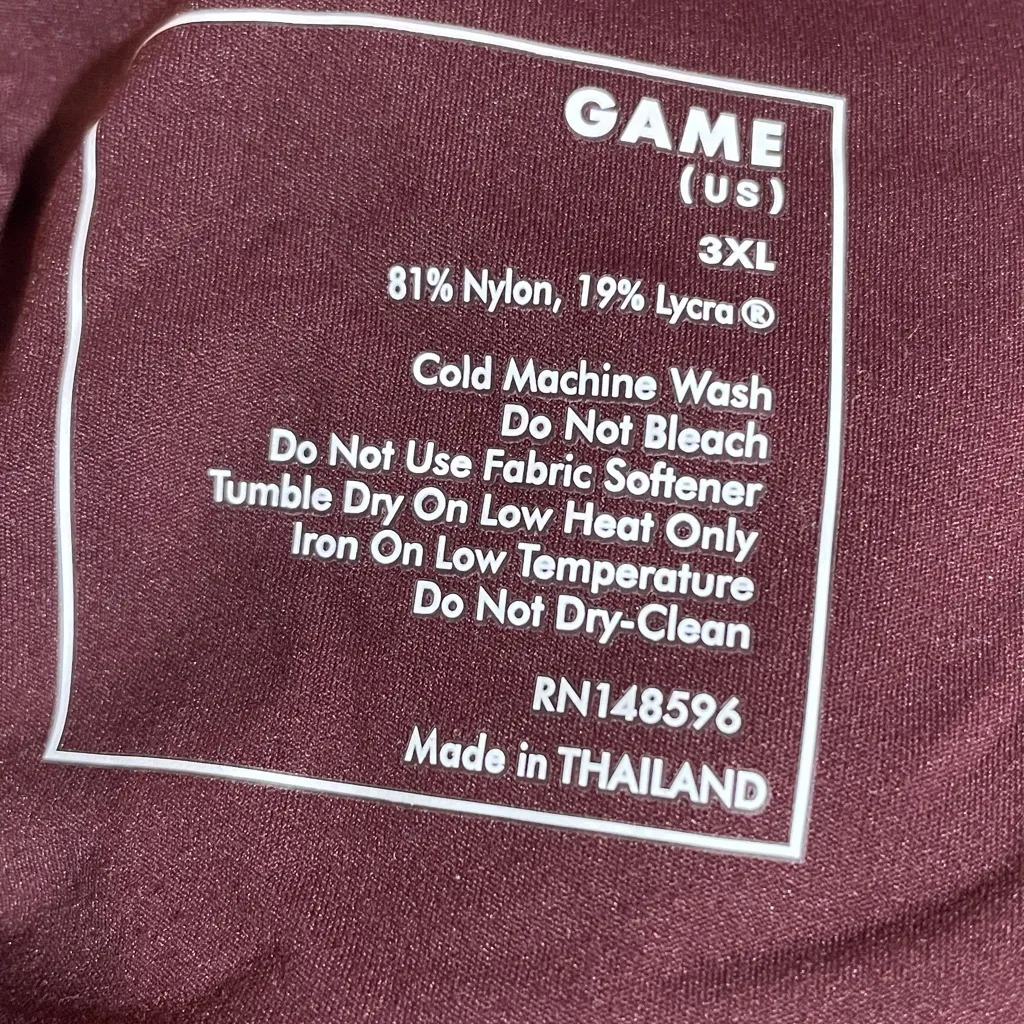 GAME
(US)
3XL
81% Nylon, 19% Lycra®
Cold Machine Wash
Do Not Bleach
Do Not Use Fabric Softener
Tumble Dry On Low Heat Only
Iron On Low Temperature
Do Not Dry-Clean
RN148596
Made in THAILAND